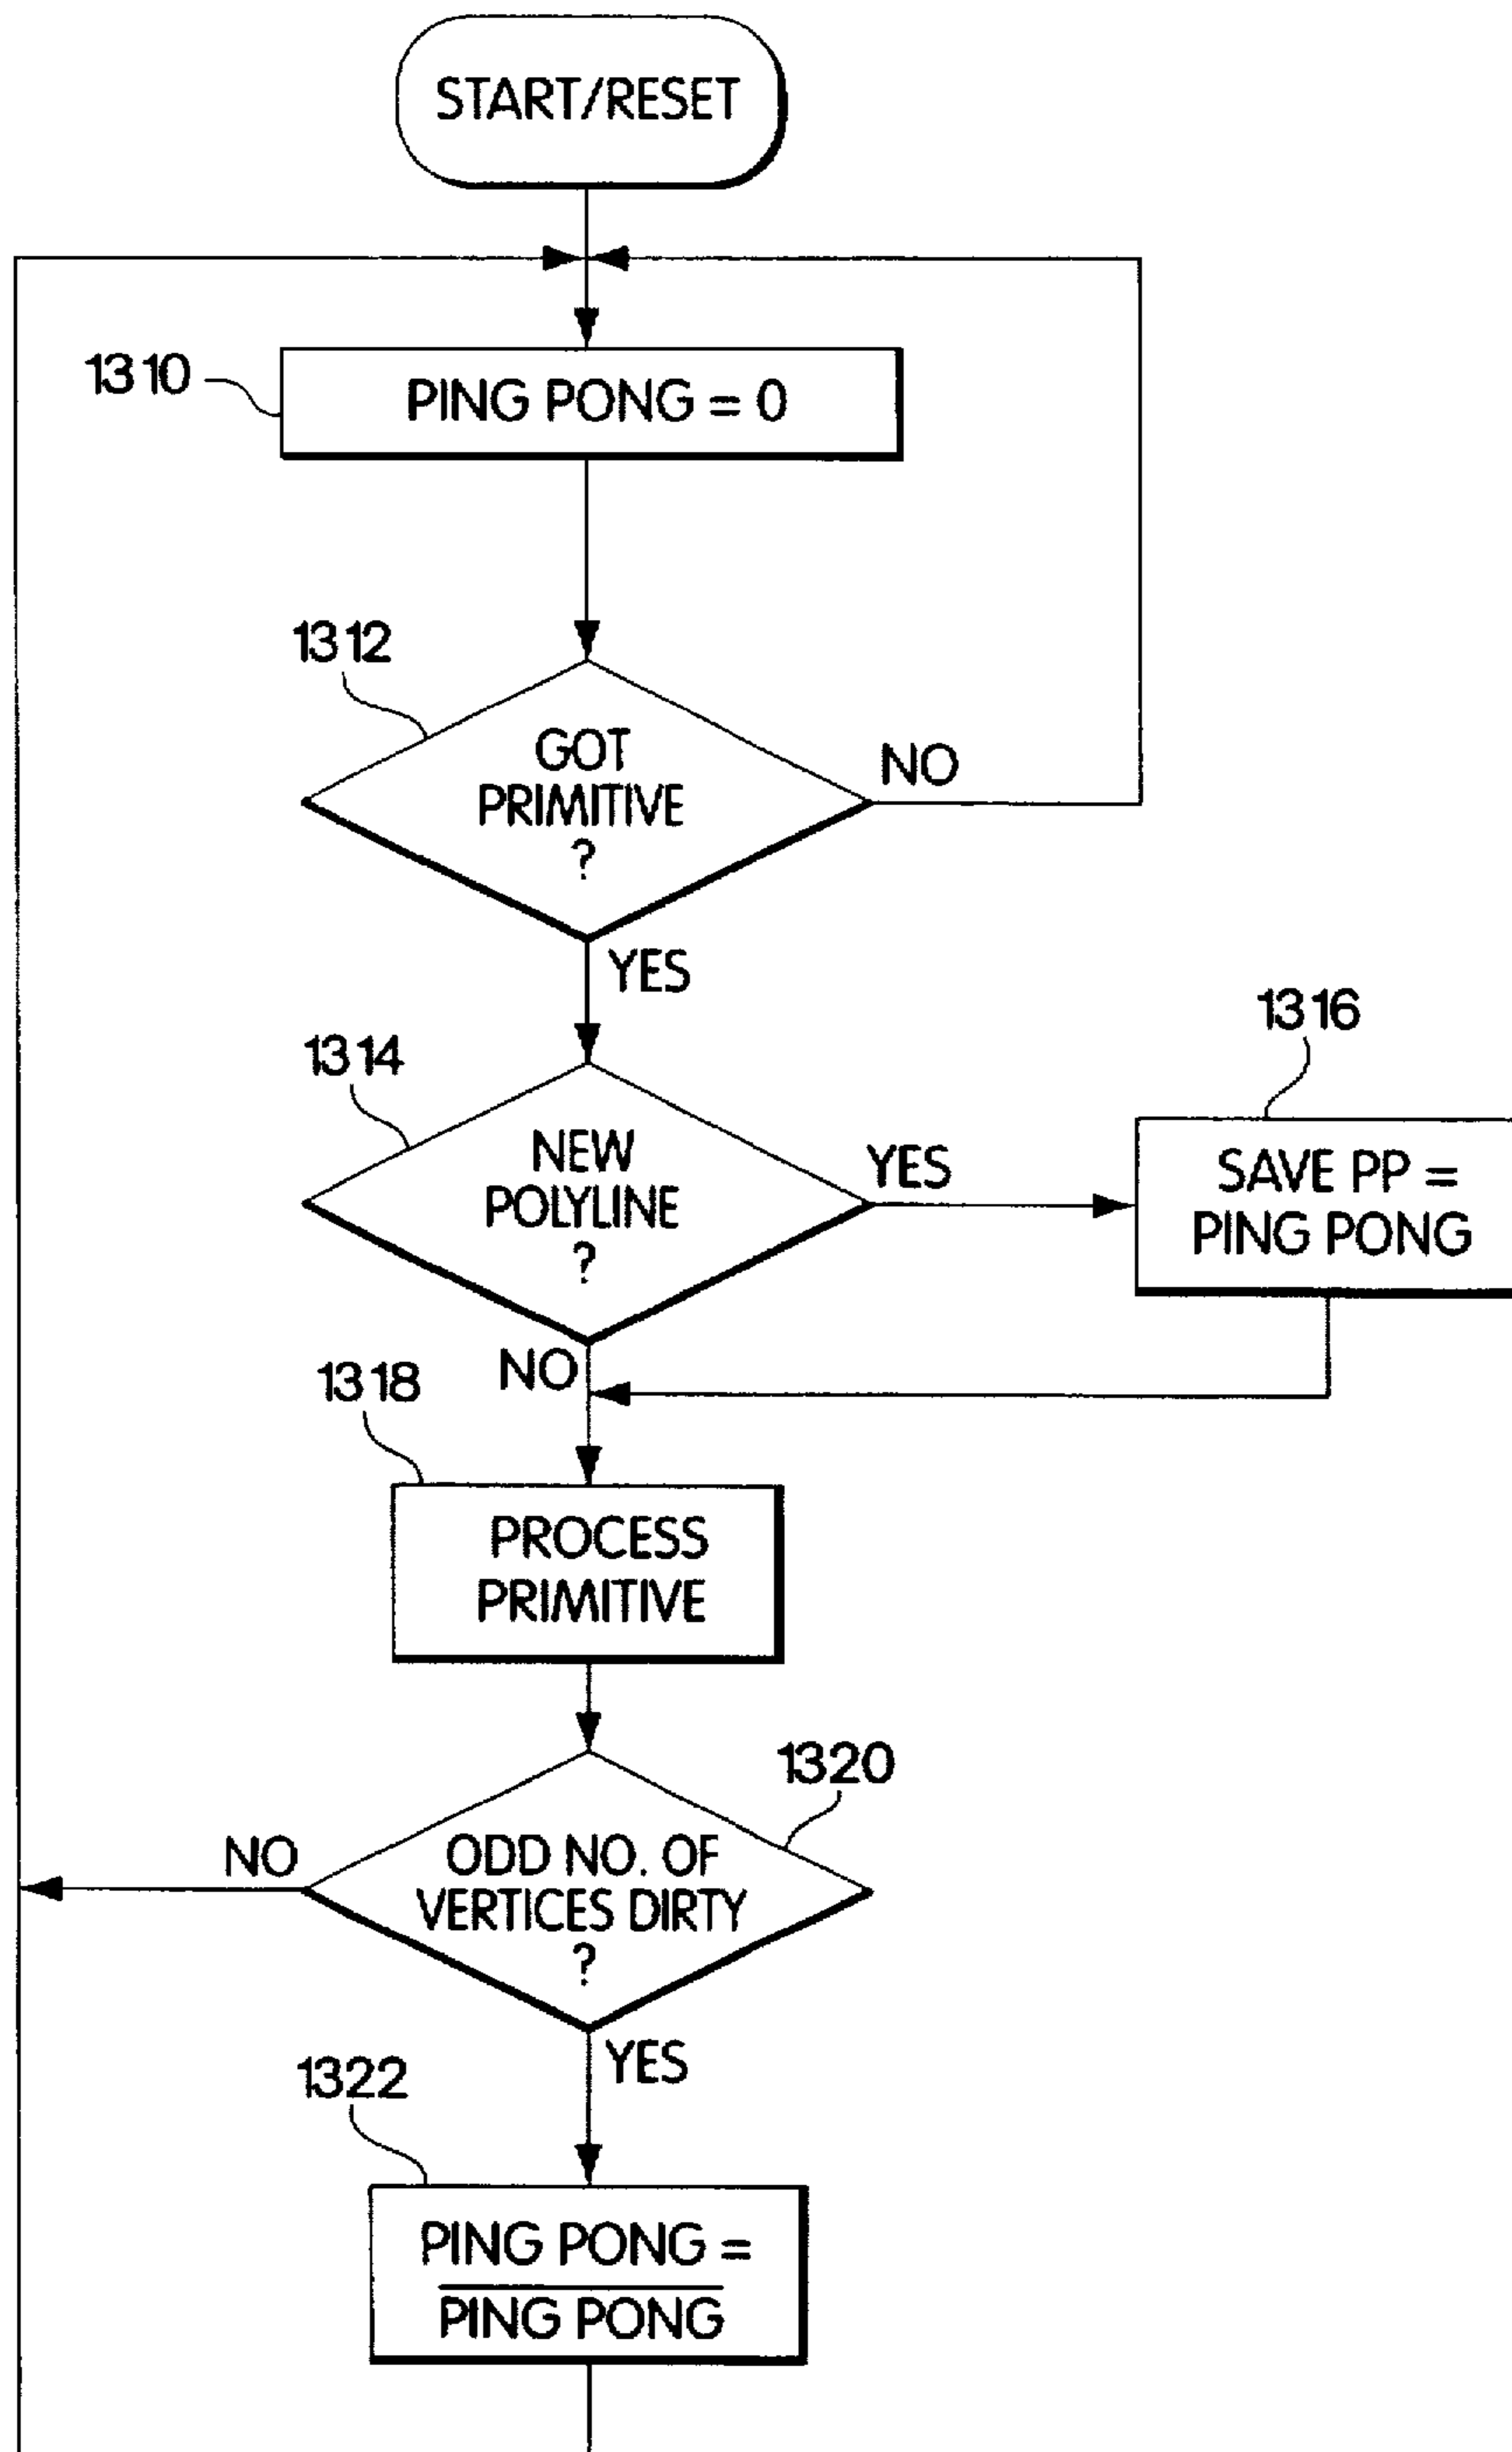 START/RESET
1310
PING PONG = 0
1312
GOT
PRIMITIVE
?
NO
YES
1314
NEW
POLYLINE
?
YES
1316
SAVE PP =
PING PONG
NO
1318
PROCESS
PRIMITIVE
1320
ODD NO. OF
VERTICES DIRTY
?
NO
YES
1322
PING PONG =
PING PONG